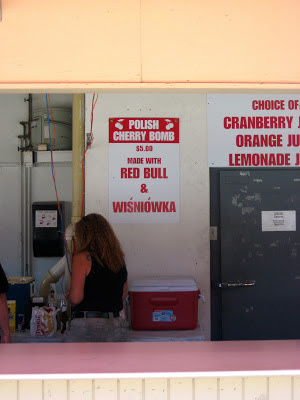 POLISH
CHERRY BOMB
$5.00
MADE WITH
RED BULL
&
WIŚNIÓWKA
CHOICE OF
CRANBERRY J
ORANGE JU
LEMONADE J